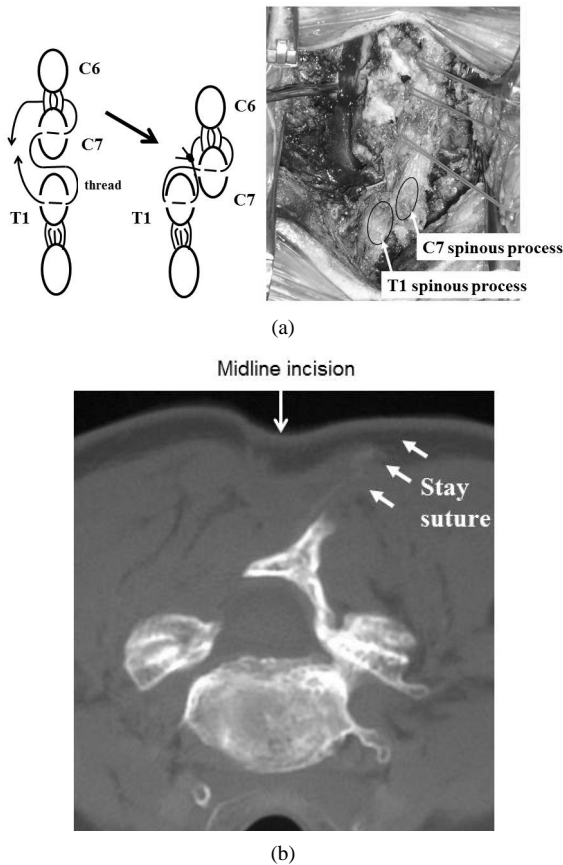 C6
C7
T1
thread
C6
C7
T1
C7 spinous process
T1 spinous process
(a)
Midline incision
Stay
suture
(b)